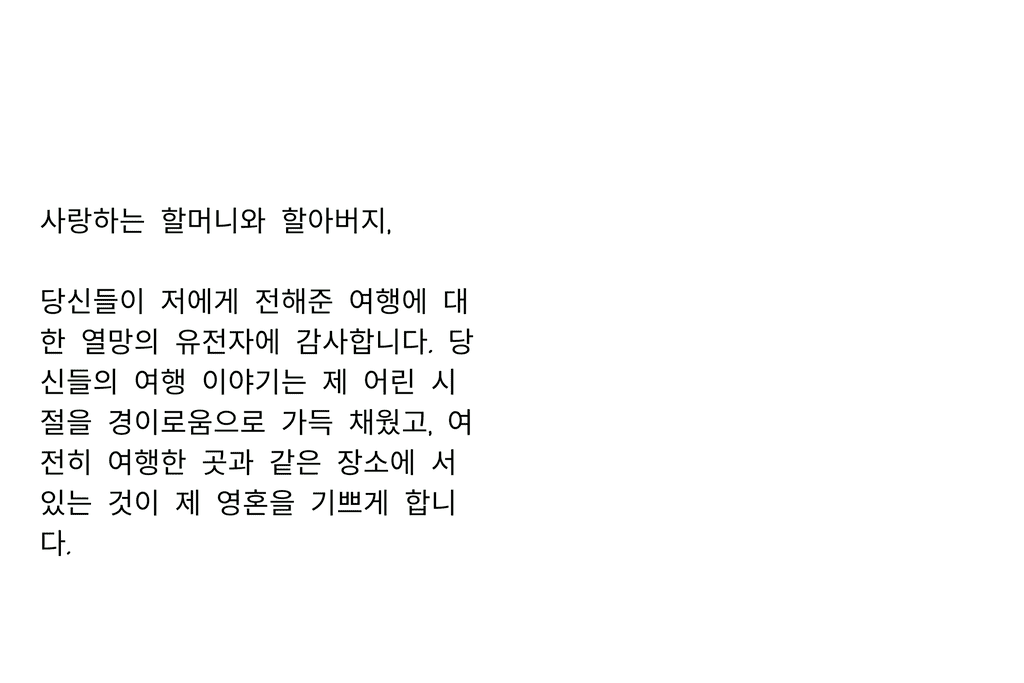 사랑하는 할머니와 할아버지,
당신들이 저에게 전해준 여행에 대
한 열망의 유전자에 감사합니다. 당
신들의 여행 이야기는 제 어린 시
절을 경이로움으로 가득 채웠고, 여
전히 여행한 곳과 같은 장소에 서
있는 것이 제 영혼을 기쁘게 합니
다.